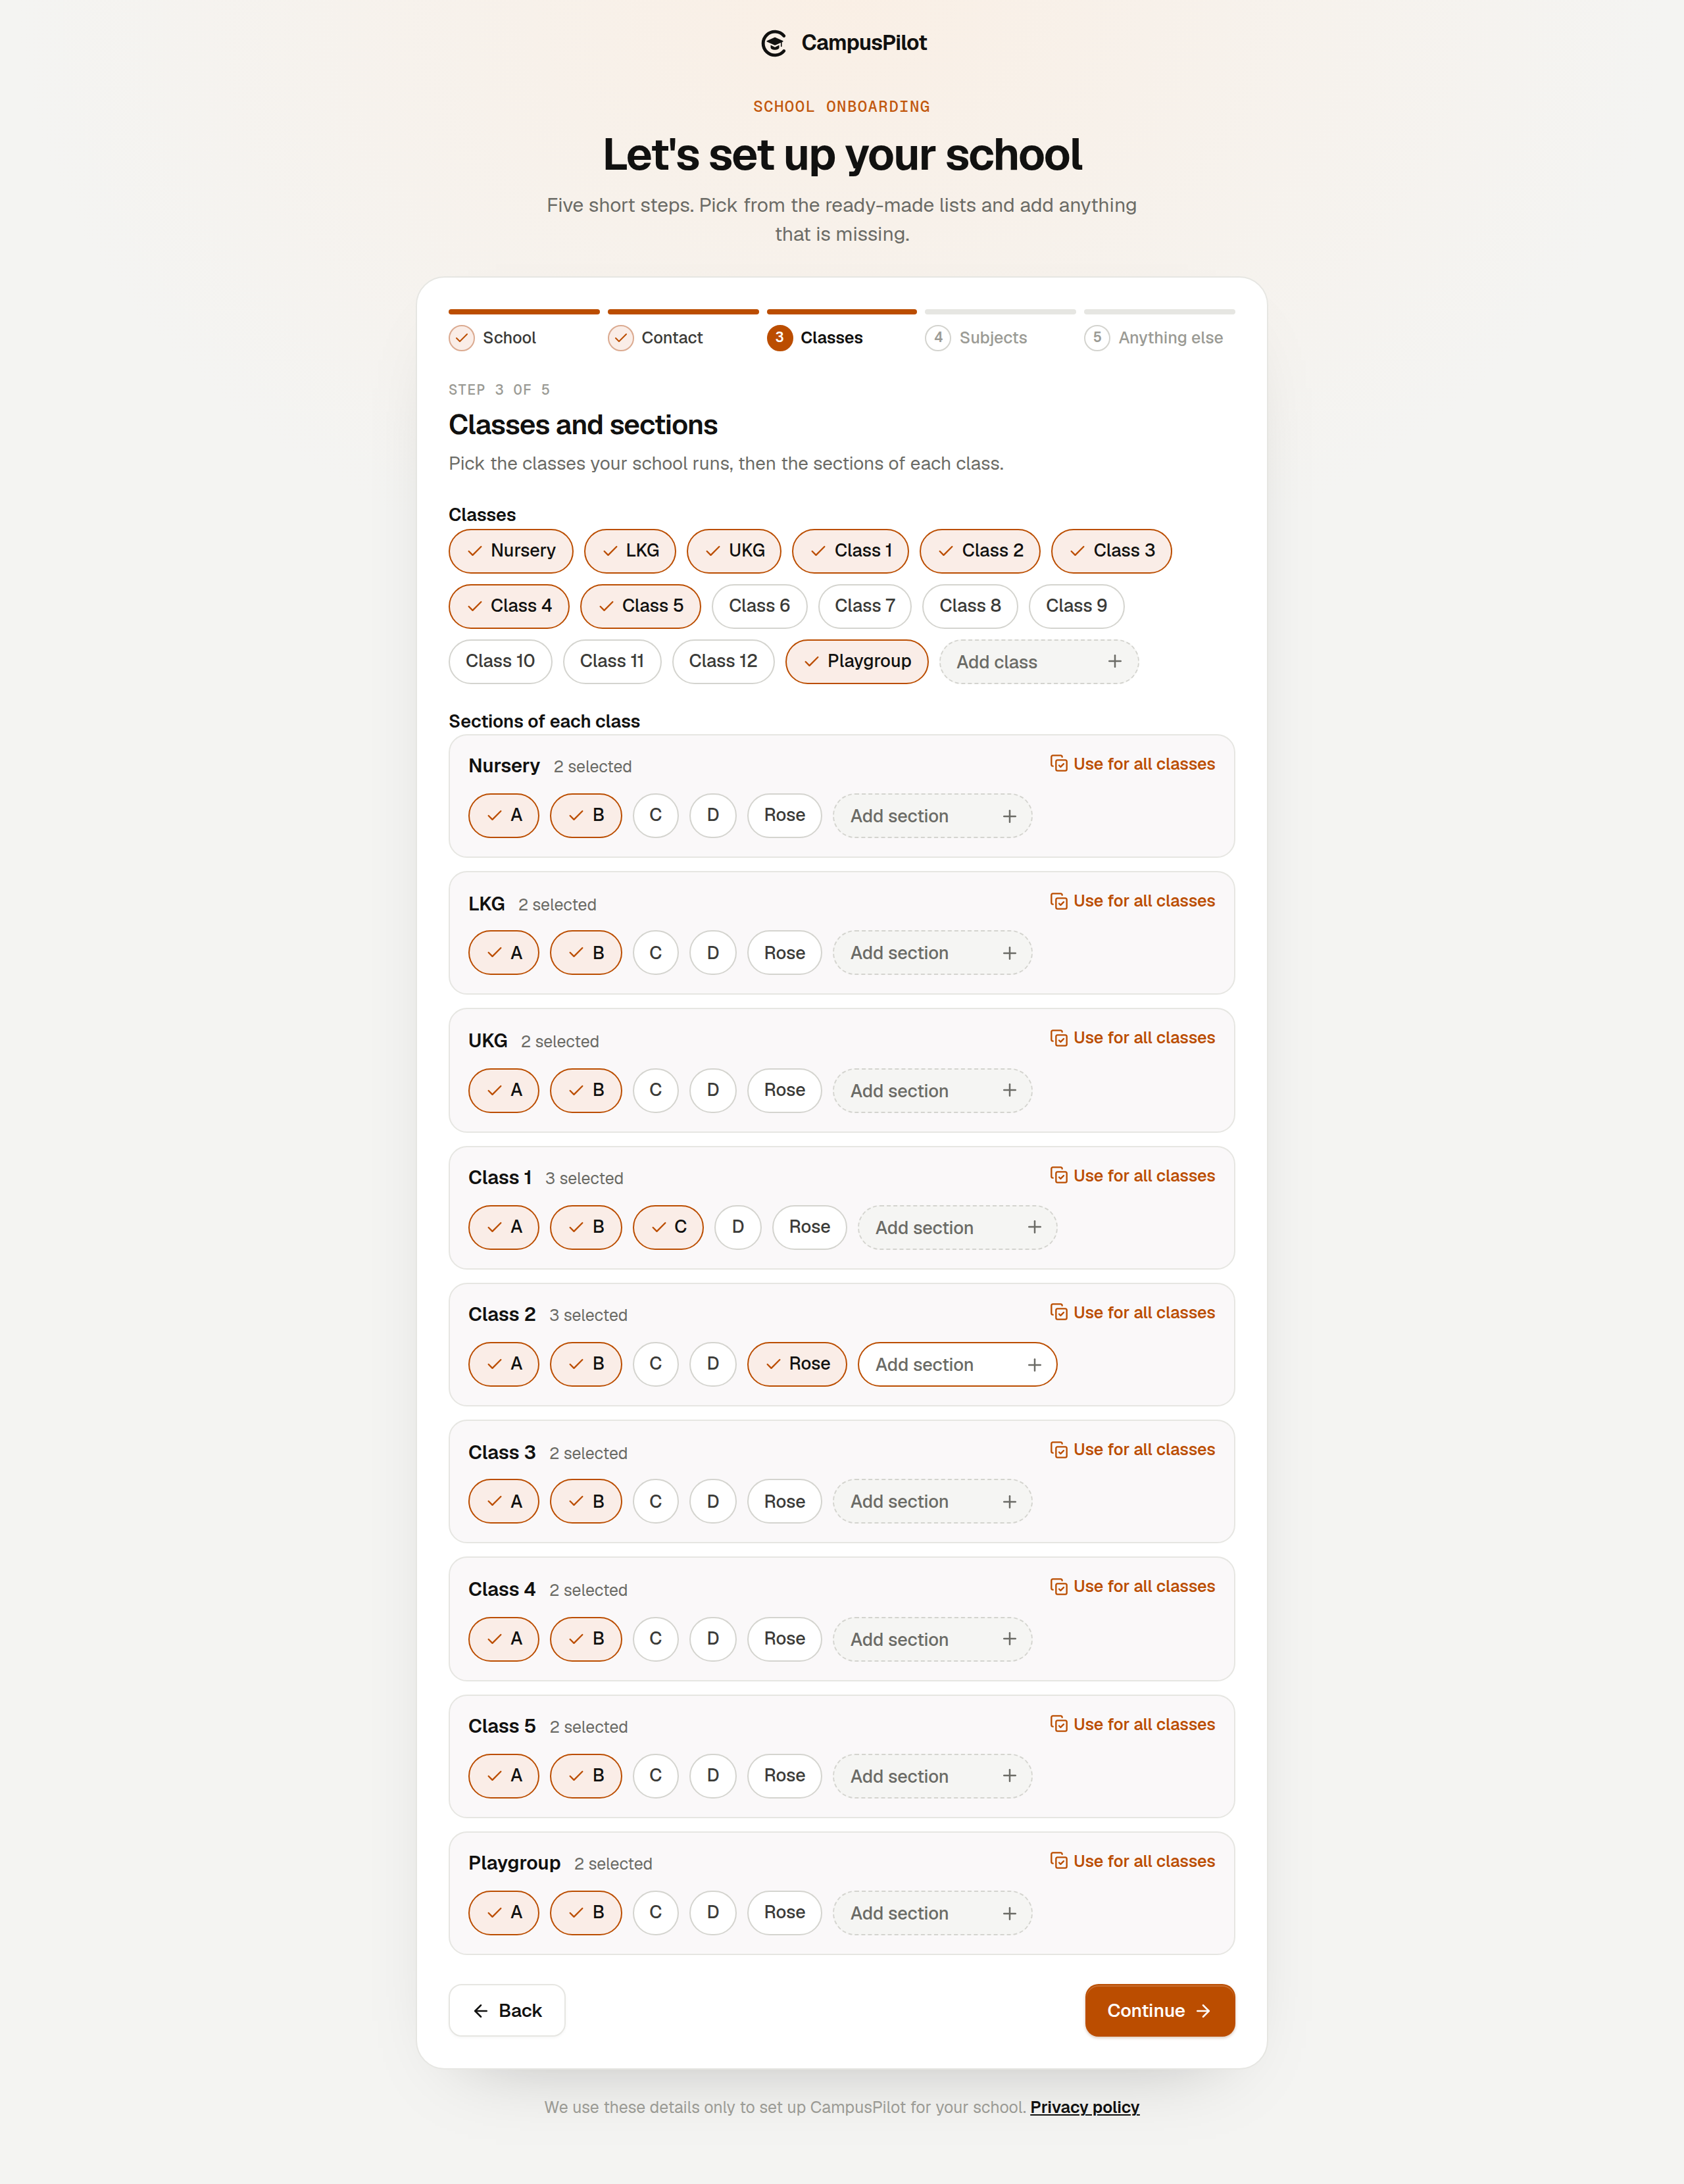 CampusPilot
SCHOOL ONBOARDING
Let's set up your school
Five short steps. Pick from the ready-made lists and add anything
that is missing.
School Contact 3 Classes 4 Subjects 5 Anything else
STEP 3 OF 5
Classes and sections
Pick the classes your school runs, then the sections of each class.
Classes
Nursery LKG UKG Class 1 Class 2 Class 3
Class 4 Class 5 Class 6 Class 7 Class 8 Class 9
Class 10 Class 11 Class 12 Playgroup Add class
Sections of each class
Nursery 2 selected Use for all classes
A B C D Rose Add section
LKG 2 selected Use for all classes
A B C D Rose Add section
UKG 2 selected Use for all classes
A B C D Rose Add section
Class 1 3 selected Use for all classes
A B C D Rose Add section
Class 2 3 selected Use for all classes
A B C D Rose Add section
Class 3 2 selected Use for all classes
A B C D Rose Add section
Class 4 2 selected Use for all classes
A B C D Rose Add section
Class 5 2 selected Use for all classes
A B C D Rose Add section
Playgroup 2 selected Use for all classes
A B C D Rose Add section
Back Continue
We use these details only to set up CampusPilot for your school. Privacy policy